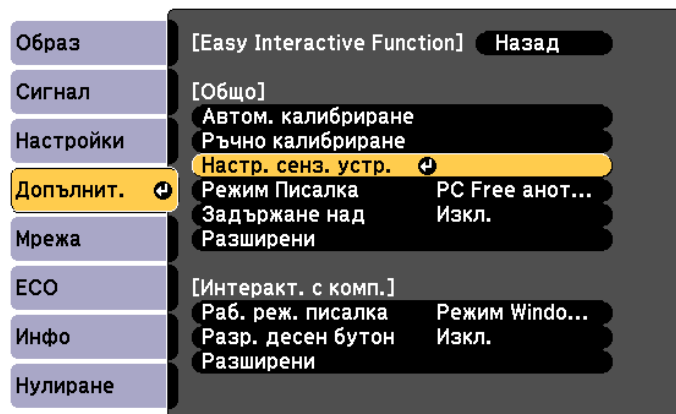 Образ
Сигнал
Настройки
Допълнит.
Мрежа
ECO
Инфо
Нулиране
[Easy Interactive Function] Назад
[Общо]
Автом. калибриране
Ръчно калибриране
Настр. сенз. устр.
Режим Писалка PC Free анот...
Задържане над Изкл.
Разширени
[Интеракт. с комп.]
Раб. реж. писалка Режим Windo...
Разр. десен бутон Изкл.
Разширени